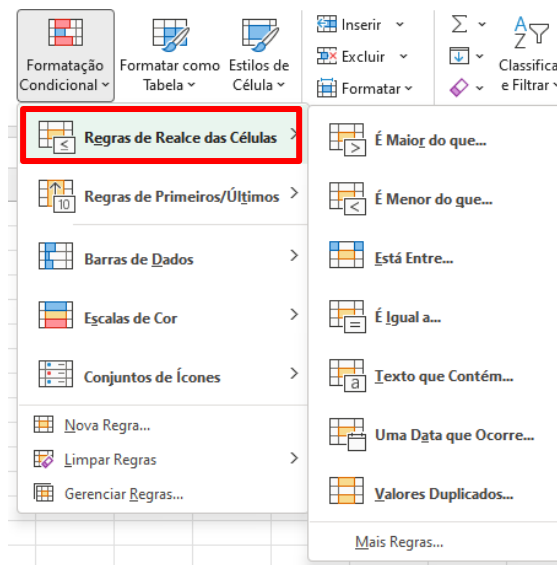 Formatação
Condicional
Formatar como
Tabela
Estilos de
Célula
Inserir
Excluir
Formatar
Classifica
e Filtrar
Regras de Realce das Células
Regras de Primeiros/Últimos
Barras de Dados
Escalas de Cor
Conjuntos de Ícones
Nova Regra...
Limpar Regras
Gerenciar Regras...
É Maior do que...
É Menor do que...
Está Entre...
É Igual a...
Texto que Contém...
Uma Data que Ocorre...
Valores Duplicados...
Mais Regras...